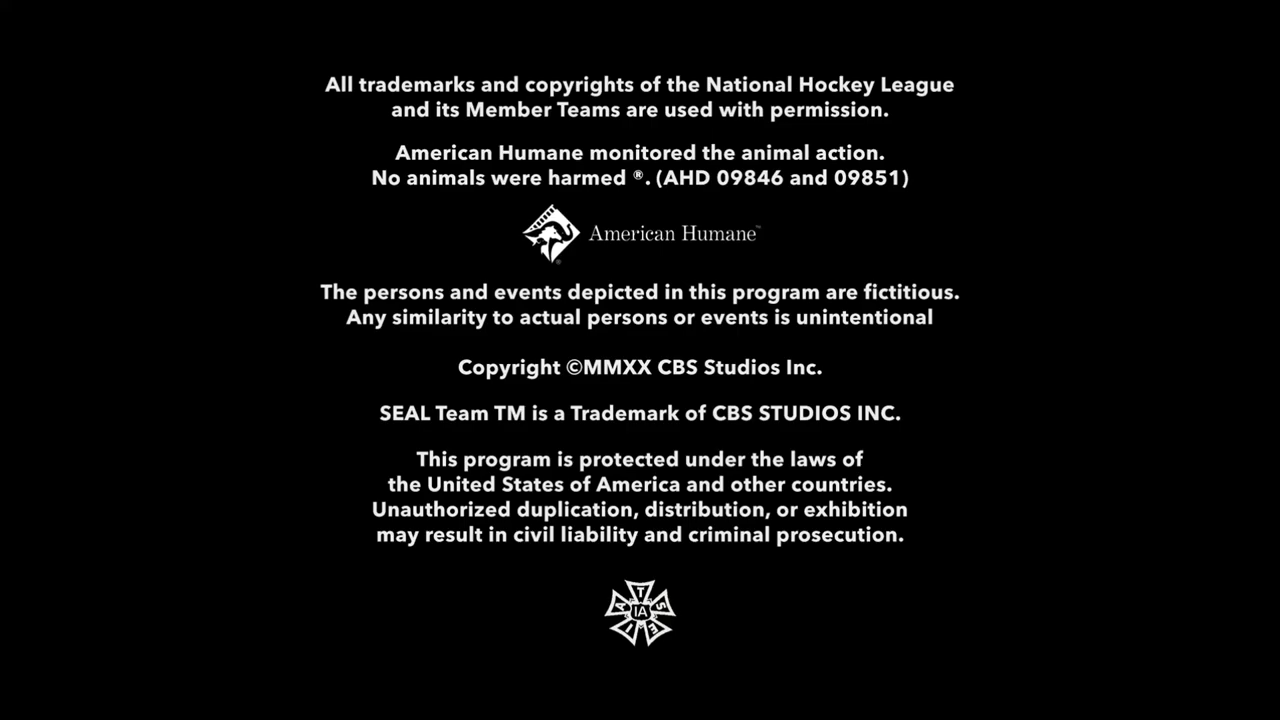 All trademarks and copyrights of the National Hockey League
and its Member Teams are used with permission.
American Humane monitored the animal action.
No animals were harmed ®. (AHD 09846 and 09851)
American Humane™
The persons and events depicted in this program are fictitious.
Any similarity to actual persons or events is unintentional
Copyright ©MMXX CBS Studios Inc.
SEAL Team TM is a Trademark of CBS STUDIOS INC.
This program is protected under the laws of
the United States of America and other countries.
Unauthorized duplication, distribution, or exhibition
may result in civil liability and criminal prosecution.
IATSE
IA